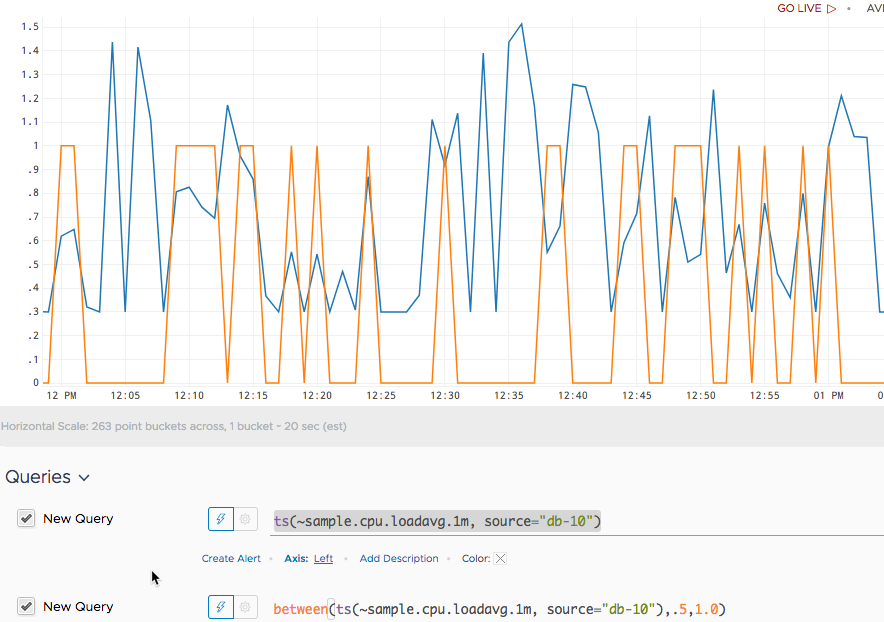 GO LIVE ▷ • AVI
1.5
1.4
1.3
1.2
1.1
1
.9
.8
.7
.6
.5
.4
.3
.2
.1
0
12 PM 12:05 12:10 12:15 12:20 12:25 12:30 12:35 12:40 12:45 12:50 12:55 01 PM 0
Horizontal Scale: 263 point buckets across, 1 bucket ~ 20 sec (est)
Queries
New Query ts(~sample.cpu.loadavg.1m, source="db-10")
Create Alert • Axis: Left • Add Description • Color:
New Query between(ts(~sample.cpu.loadavg.1m, source="db-10"),.5,1.0)